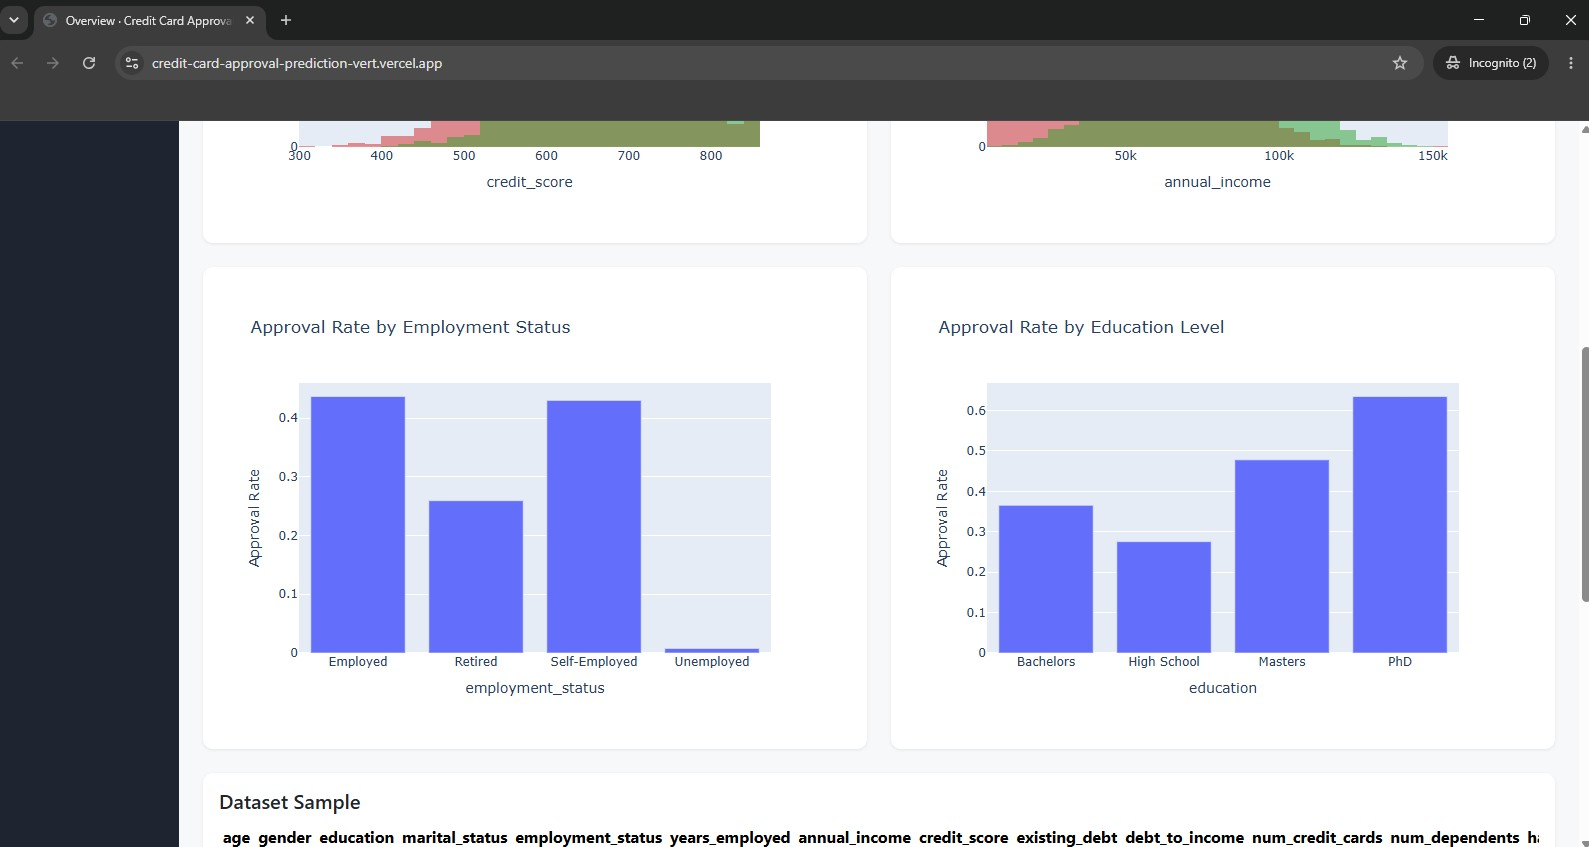 Overview · Credit Card Approva
credit-card-approval-prediction-vert.vercel.app
Incognito (2)
0
300 400 500 600 700 800
credit_score
0
50k 100k 150k
annual_income
Approval Rate by Employment Status
0.4
0.3
0.2
0.1
0
Approval Rate
Employed Retired Self-Employed Unemployed
employment_status
Approval Rate by Education Level
0.6
0.5
0.4
0.3
0.2
0.1
0
Approval Rate
Bachelors High School Masters PhD
education
Dataset Sample
age gender education marital_status employment_status years_employed annual_income credit_score existing_debt debt_to_income num_credit_cards num_dependents